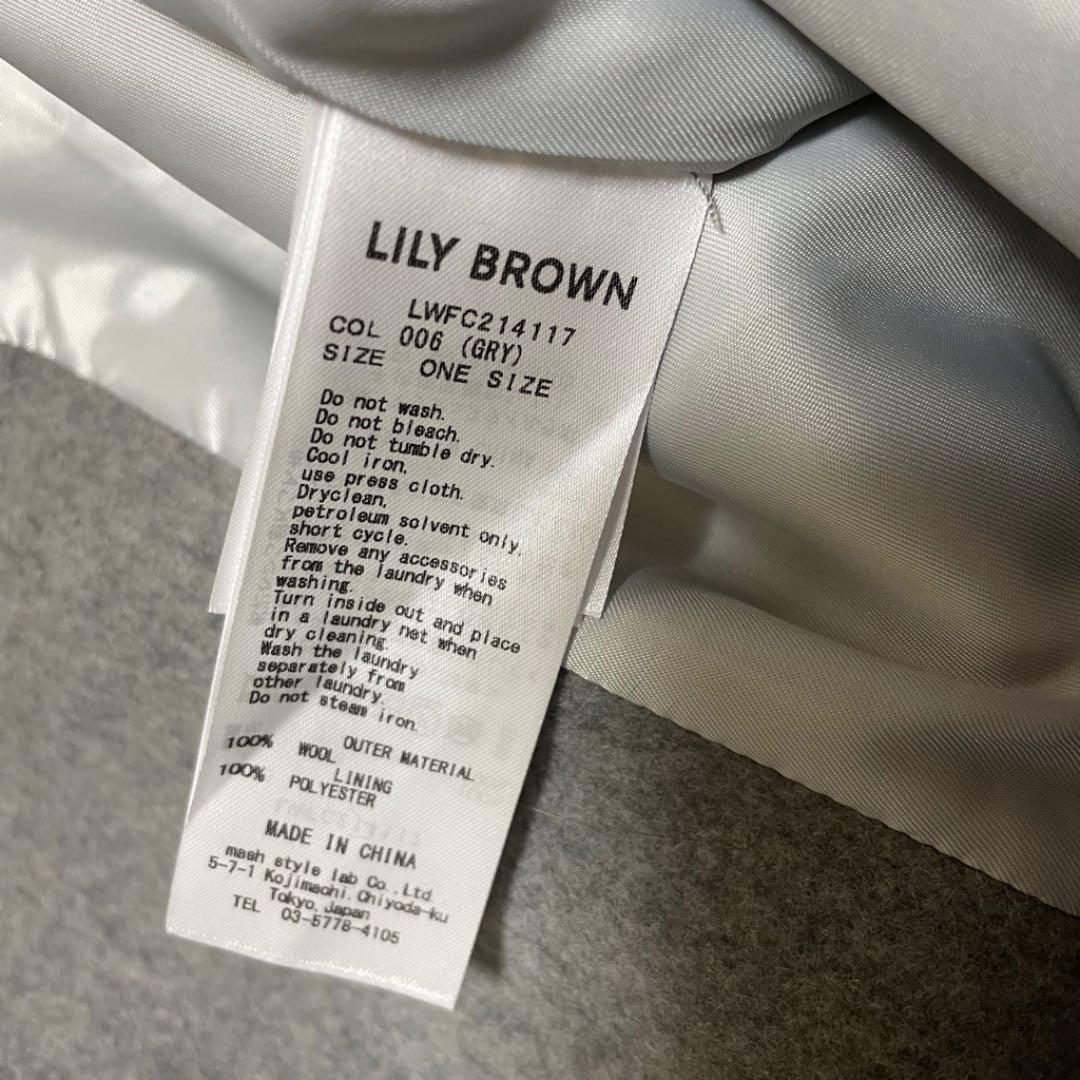 LILY BROWN
LWFC214117
COL 006 (GRY)
SIZE ONE SIZE
Do not wash.
Do not bleach.
Do not tumble dry.
Cool iron,
use press cloth.
Dryclean,
petroleum solvent only,
short cycle.
Remove any accessories
from the laundry when
washing.
Turn inside out and place
in a laundry net when
dry cleaning.
Wash the laundry
separately from
other laundry.
Do not steam iron.
OUTER MATERIAL
100% WOOL
LINING
100% POLYESTER
MADE IN CHINA
mash style lab Co.,Ltd.
5-7-1 Kojimachi,Chiyoda-ku
Tokyo,Japan
TEL 03-5778-4105